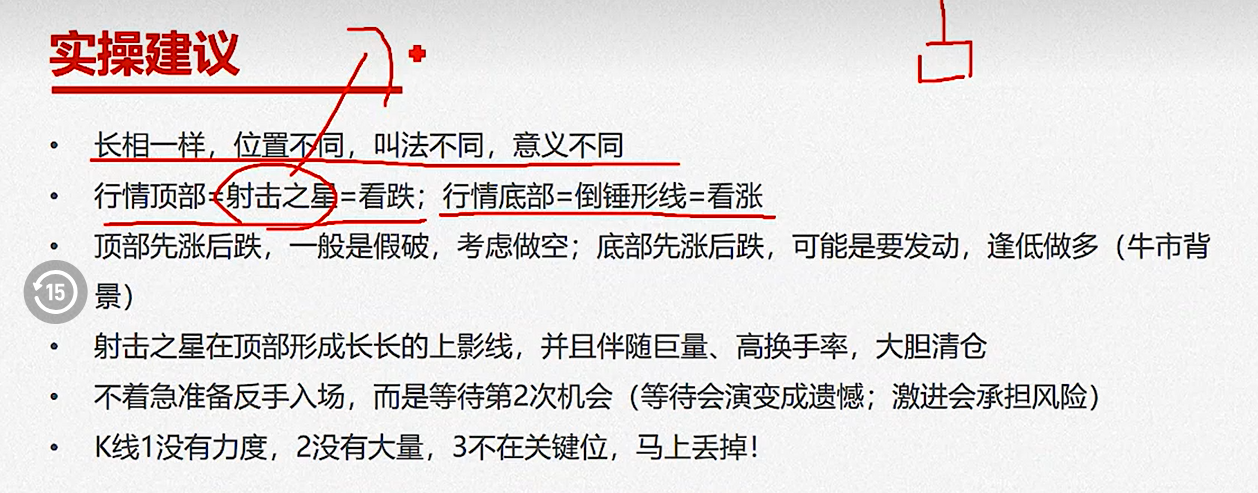 实操建议
• 长相一样，位置不同，叫法不同，意义不同
• 行情顶部=射击之星=看跌；行情底部=倒锤形线=看涨
• 顶部先涨后跌，一般是假破，考虑做空；底部先涨后跌，可能是要发动，逢低做多（牛市背
15
景）
• 射击之星在顶部形成长长的上影线，并且伴随巨量、高换手率，大胆清仓
• 不着急准备反手入场，而是等待第2次机会（等待会演变成遗憾；激进会承担风险）
• K线1没有力度，2没有大量，3不在关键位，马上丢掉！